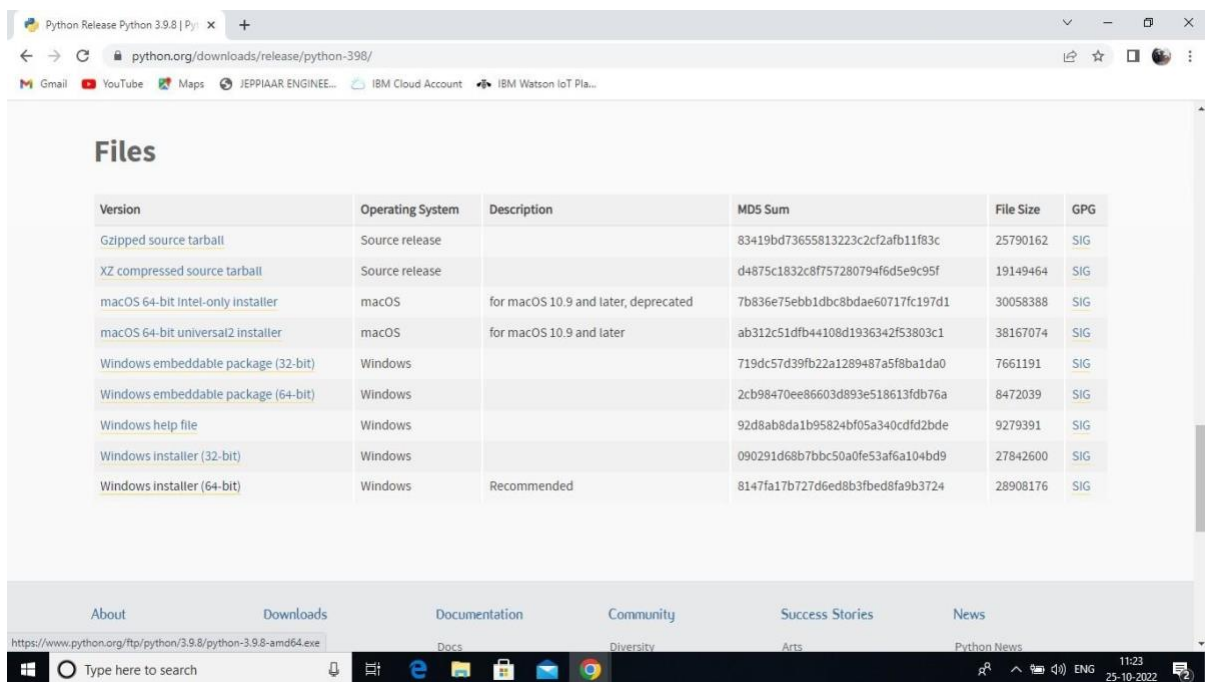 Python Release Python 3.9.8 | Py
python.org/downloads/release/python-398/
Gmail YouTube Maps JEPPIAAR ENGINEE... IBM Cloud Account IBM Watson IoT Pla...
Files
Version Operating System Description MD5 Sum File Size GPG
Gzipped source tarball Source release 83419bd73655813223c2cf2afb11f83c 25790162 SIG
XZ compressed source tarball Source release d4875c1832c8f757280794f6d5e9c95f 19149464 SIG
macOS 64-bit Intel-only installer macOS for macOS 10.9 and later, deprecated 7b836e75ebb1dbc8bdae60717fc197d1 30058388 SIG
macOS 64-bit universal2 installer macOS for macOS 10.9 and later ab312c51dfb44108d1936342f53803c1 38167074 SIG
Windows embeddable package (32-bit) Windows 719dc57d39fb22a1289487a5f8ba1da0 7661191 SIG
Windows embeddable package (64-bit) Windows 2cb98470ee86603d893e518613fdb76a 8472039 SIG
Windows help file Windows 92d8ab8da1b95824bf05a340cdfd2bde 9279391 SIG
Windows installer (32-bit) Windows 090291d68b7bbc50a0fe53af6a104bd9 27842600 SIG
Windows installer (64-bit) Windows Recommended 8147fa17b727d6ed8b3fbed8fa9b3724 28908176 SIG
About Downloads Documentation Community Success Stories News
https://www.python.org/ftp/python/3.9.8/python-3.9.8-amd64.exe Docs Diversity Arts Python News
Type here to search ENG 11:23
25-10-2022 2